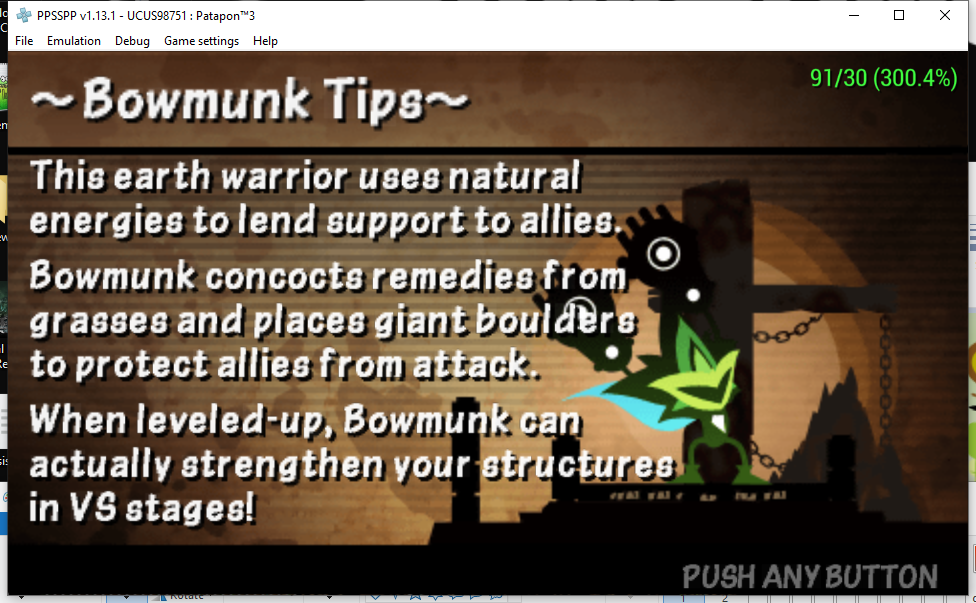 PPSSPP v1.13.1 - UCUS98751 : Patapon™3
File Emulation Debug Game settings Help
91/30 (300.4%)
~Bowmunk Tips~
This earth warrior uses natural
energies to lend support to allies.
Bowmunk concocts remedies from
grasses and places giant boulders
to protect allies from attack.
When leveled-up, Bowmunk can
actually strengthen your structures
in VS stages!
PUSH ANY BUTTON
Rotate
1 2